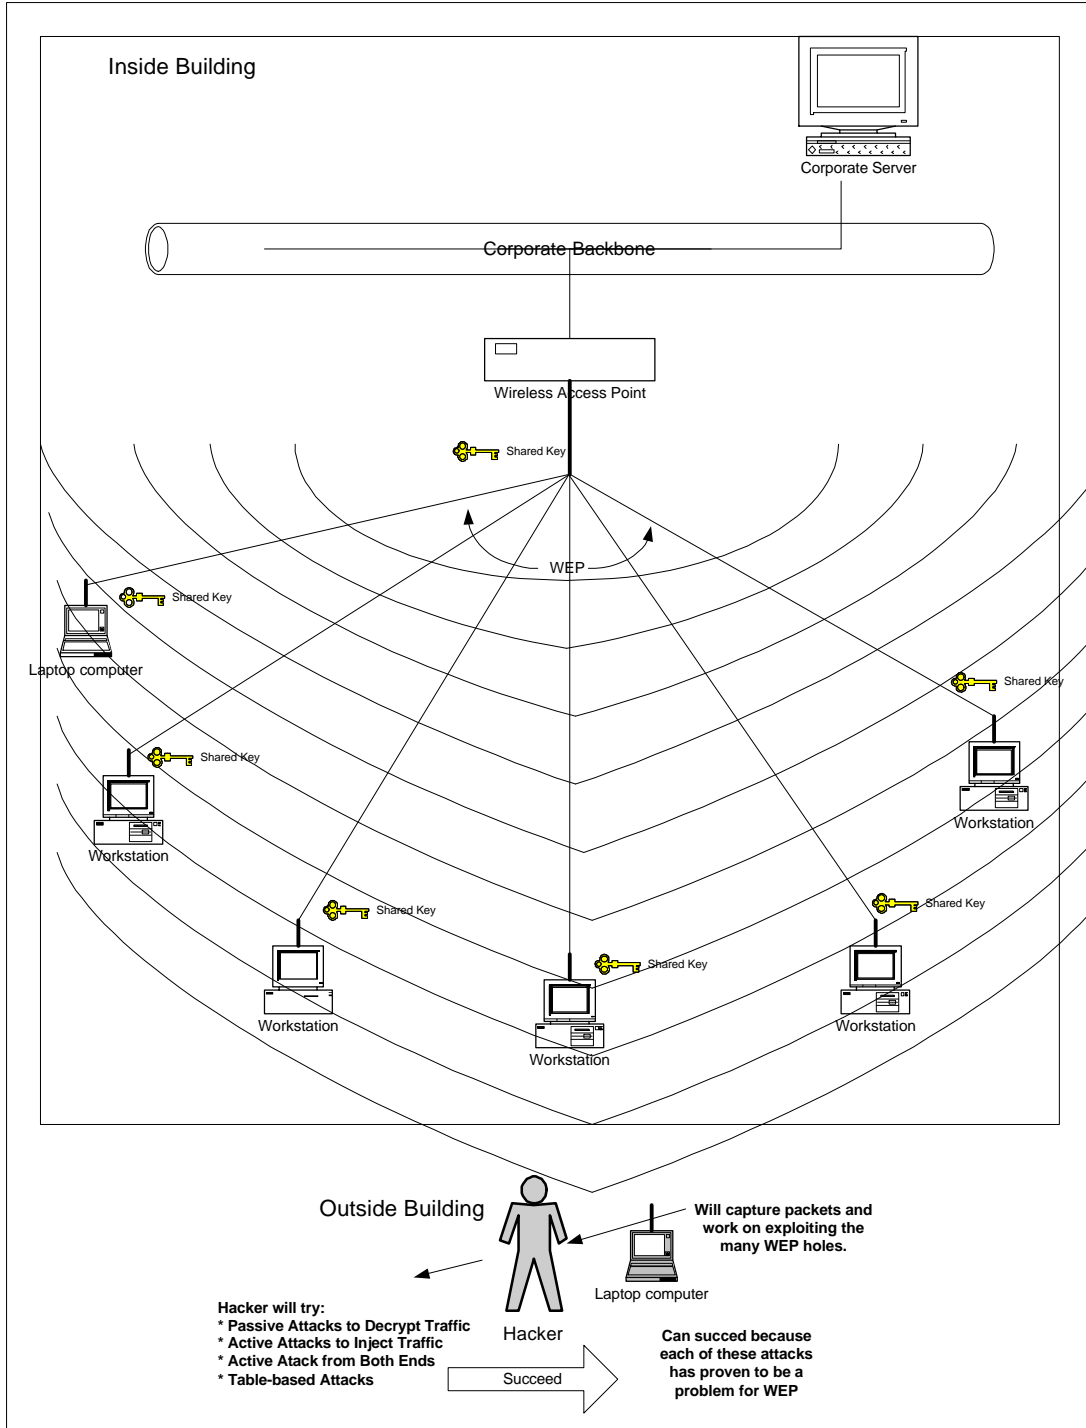 Inside Building
Corporate Server
Corporate Backbone
Wireless Access Point
Shared Key
WEP
Shared Key
Laptop computer
Shared Key
Workstation
Shared Key
Workstation
Shared Key
Workstation
Shared Key
Workstation
Shared Key
Workstation
Outside Building
Will capture packets and
work on exploiting the
many WEP holes.
Laptop computer
Hacker
Hacker will try:
* Passive Attacks to Decrypt Traffic
* Active Attacks to Inject Traffic
* Active Atack from Both Ends
* Table-based Attacks
Succeed
Can succed because
each of these attacks
has proven to be a
problem for WEP